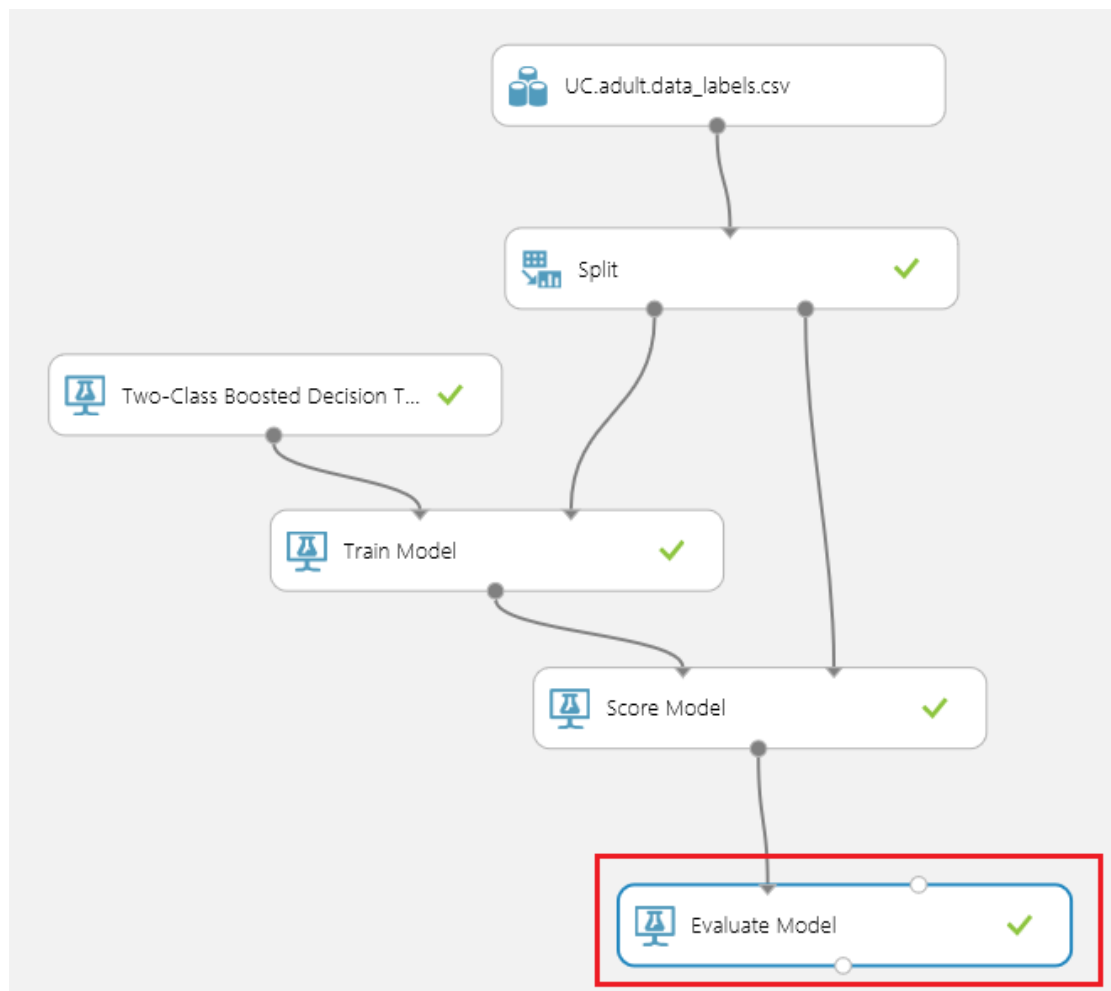 UC.adult.data_labels.csv
Split
Two-Class Boosted Decision T...
Train Model
Score Model
Evaluate Model